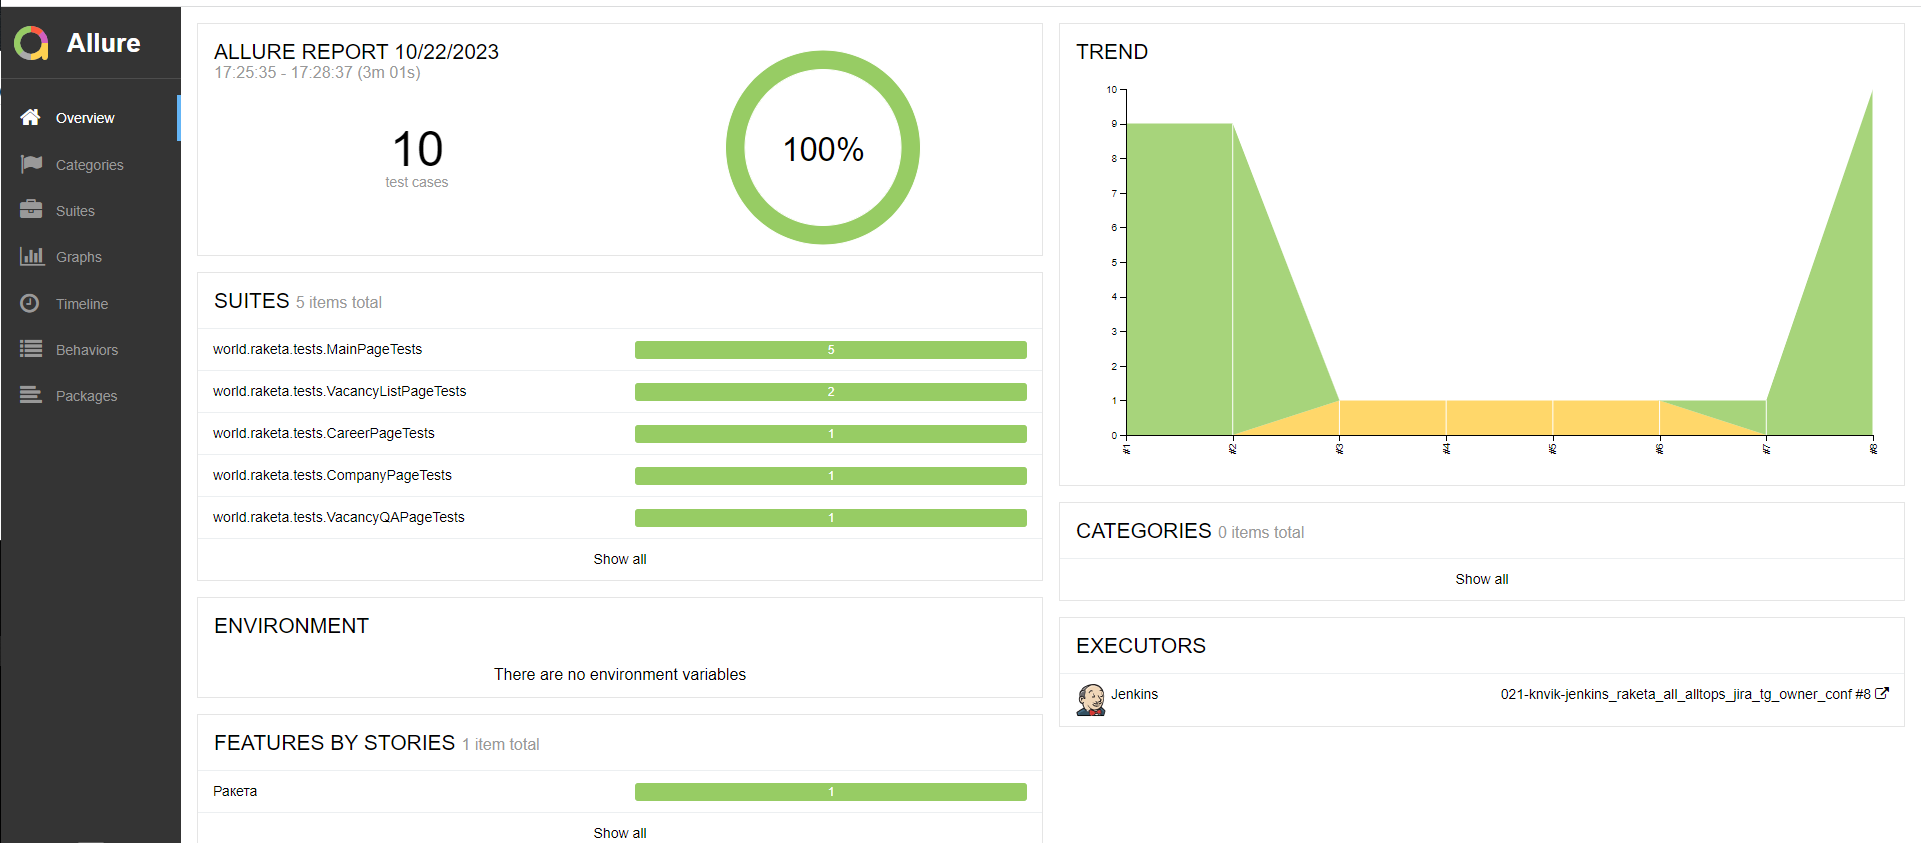 Allure
Overview
Categories
Suites
Graphs
Timeline
Behaviors
Packages
ALLURE REPORT 10/22/2023
17:25:35 - 17:28:37 (3m 01s)
10
test cases
100%
SUITES 5 items total
world.raketa.tests.MainPageTests 5
world.raketa.tests.VacancyListPageTests 2
world.raketa.tests.CareerPageTests 1
world.raketa.tests.CompanyPageTests 1
world.raketa.tests.VacancyQAPageTests 1
Show all
ENVIRONMENT
There are no environment variables
FEATURES BY STORIES 1 item total
Ракета 1
Show all
TREND
10
9
8
7
6
5
4
3
2
1
0
#1 #2 #3 #4 #5 #6 #7 #8
CATEGORIES 0 items total
Show all
EXECUTORS
Jenkins 021-knvik-jenkins_raketa_all_alltops_jira_tg_owner_conf #8